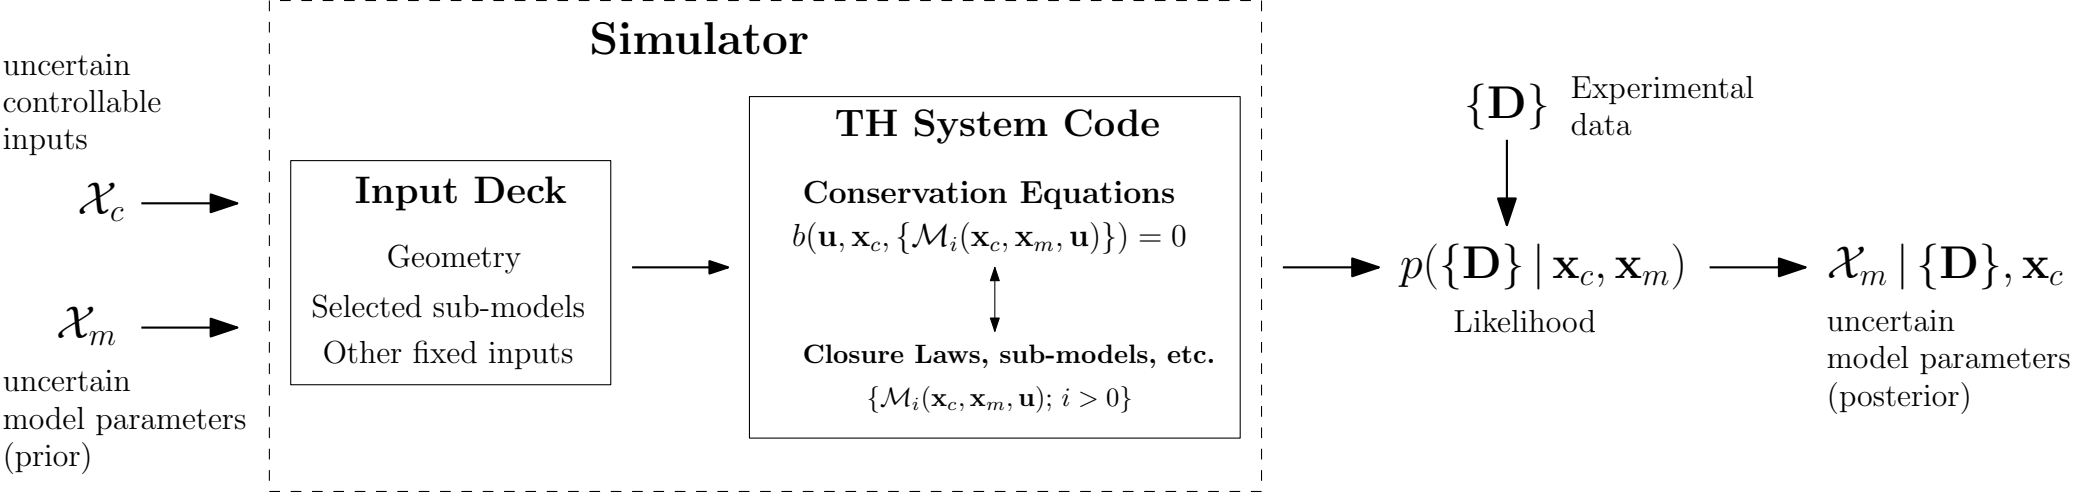 Simulator
uncertain
controllable
inputs
𝒳_c
𝒳_m
uncertain
model parameters
(prior)
Input Deck
Geometry
Selected sub-models
Other fixed inputs
TH System Code
Conservation Equations
b(𝐮, 𝐱_c, {ℳ_i(𝐱_c, 𝐱_m, 𝐮)}) = 0
Closure Laws, sub-models, etc.
{ℳ_i(𝐱_c, 𝐱_m, 𝐮); i > 0}
{𝐃}
Experimental
data
p({𝐃} | 𝐱_c, 𝐱_m)
Likelihood
𝒳_m | {𝐃}, 𝐱_c
uncertain
model parameters
(posterior)